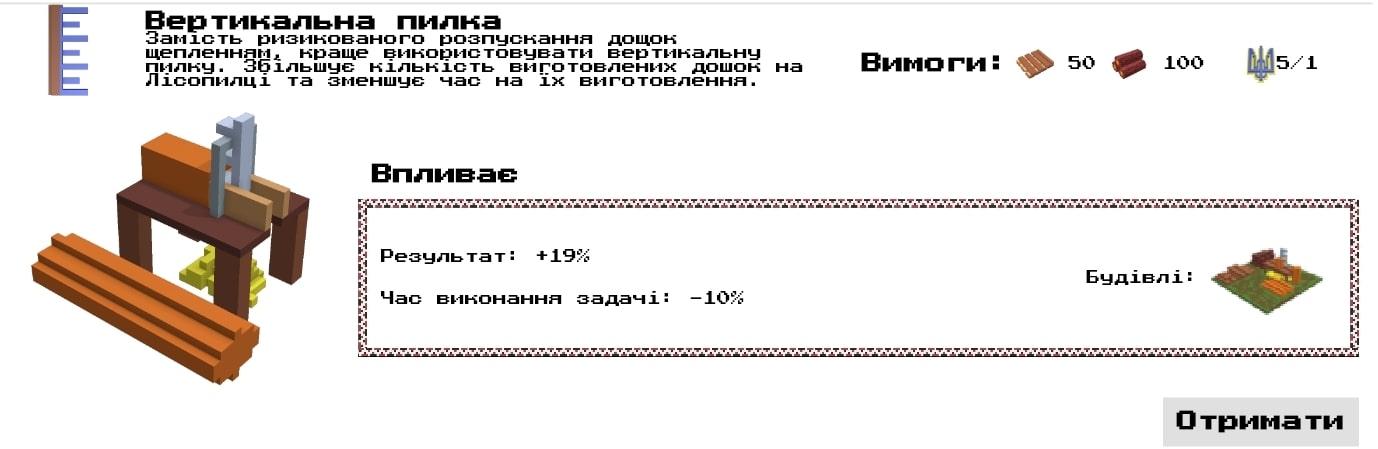 Вертикальна пилка
Замість ризикованого розпускання дощок
щепленням, краще використовувати вертикальну
пилку. Збільшує кількість виготовлених дошок на
Лісопилці та зменшує час на їх виготовлення.
Вимоги: 50 100 5/1
Впливає
Результат: +19%
Час виконання задачі: -10%
Будівлі:
Отримати